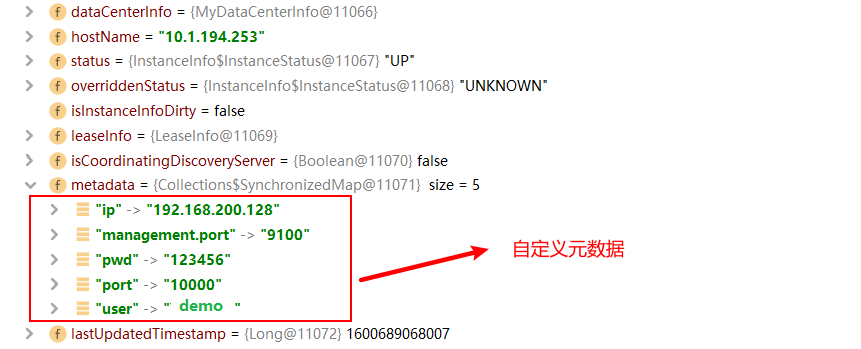 f dataCenterInfo = {MyDataCenterInfo@11066}
f hostName = "10.1.194.253"
f status = {InstanceInfo$InstanceStatus@11067} "UP"
f overriddenStatus = {InstanceInfo$InstanceStatus@11068} "UNKNOWN"
f isInstanceInfoDirty = false
f leaseInfo = {LeaseInfo@11069}
f isCoordinatingDiscoveryServer = {Boolean@11070} false
f metadata = {Collections$SynchronizedMap@11071} size = 5
"ip" -> "192.168.200.128"
"management.port" -> "9100"
"pwd" -> "123456"
"port" -> "10000"
"user" -> "demo"
自定义元数据
f lastUpdatedTimestamp = {Long@11072} 1600689068007